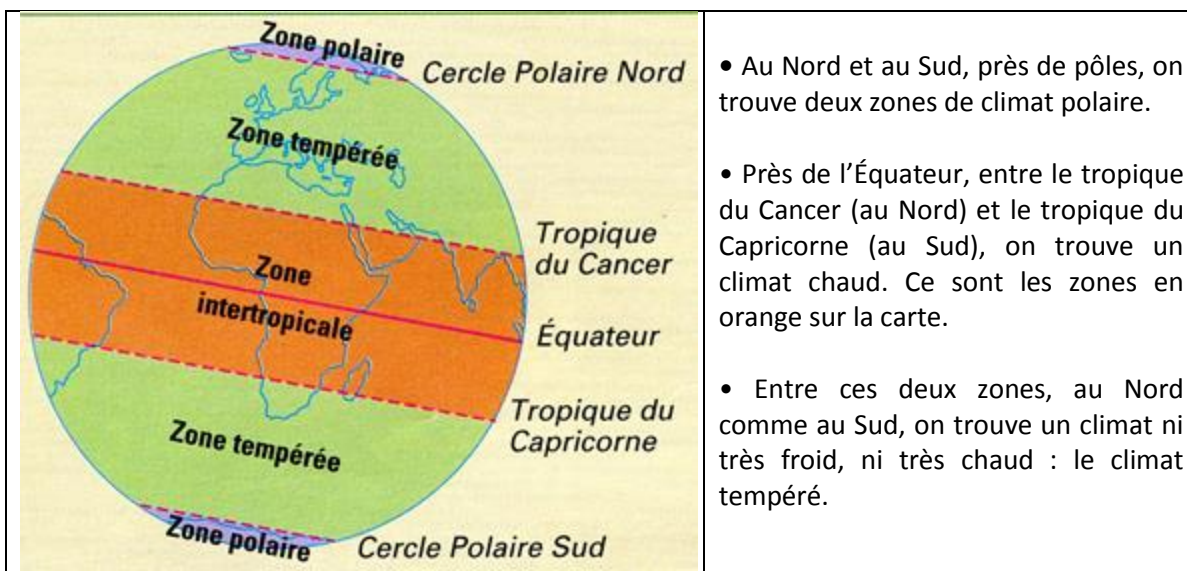 Zone polaire
Cercle Polaire Nord
Zone tempérée
Tropique
du Cancer
Zone
intertropicale
Équateur
Tropique du
Capricorne
Zone tempérée
Zone polaire
Cercle Polaire Sud
• Au Nord et au Sud, près de pôles, on
trouve deux zones de climat polaire.
• Près de l’Équateur, entre le tropique
du Cancer (au Nord) et le tropique du
Capricorne (au Sud), on trouve un
climat chaud. Ce sont les zones en
orange sur la carte.
• Entre ces deux zones, au Nord
comme au Sud, on trouve un climat ni
très froid, ni très chaud : le climat
tempéré.